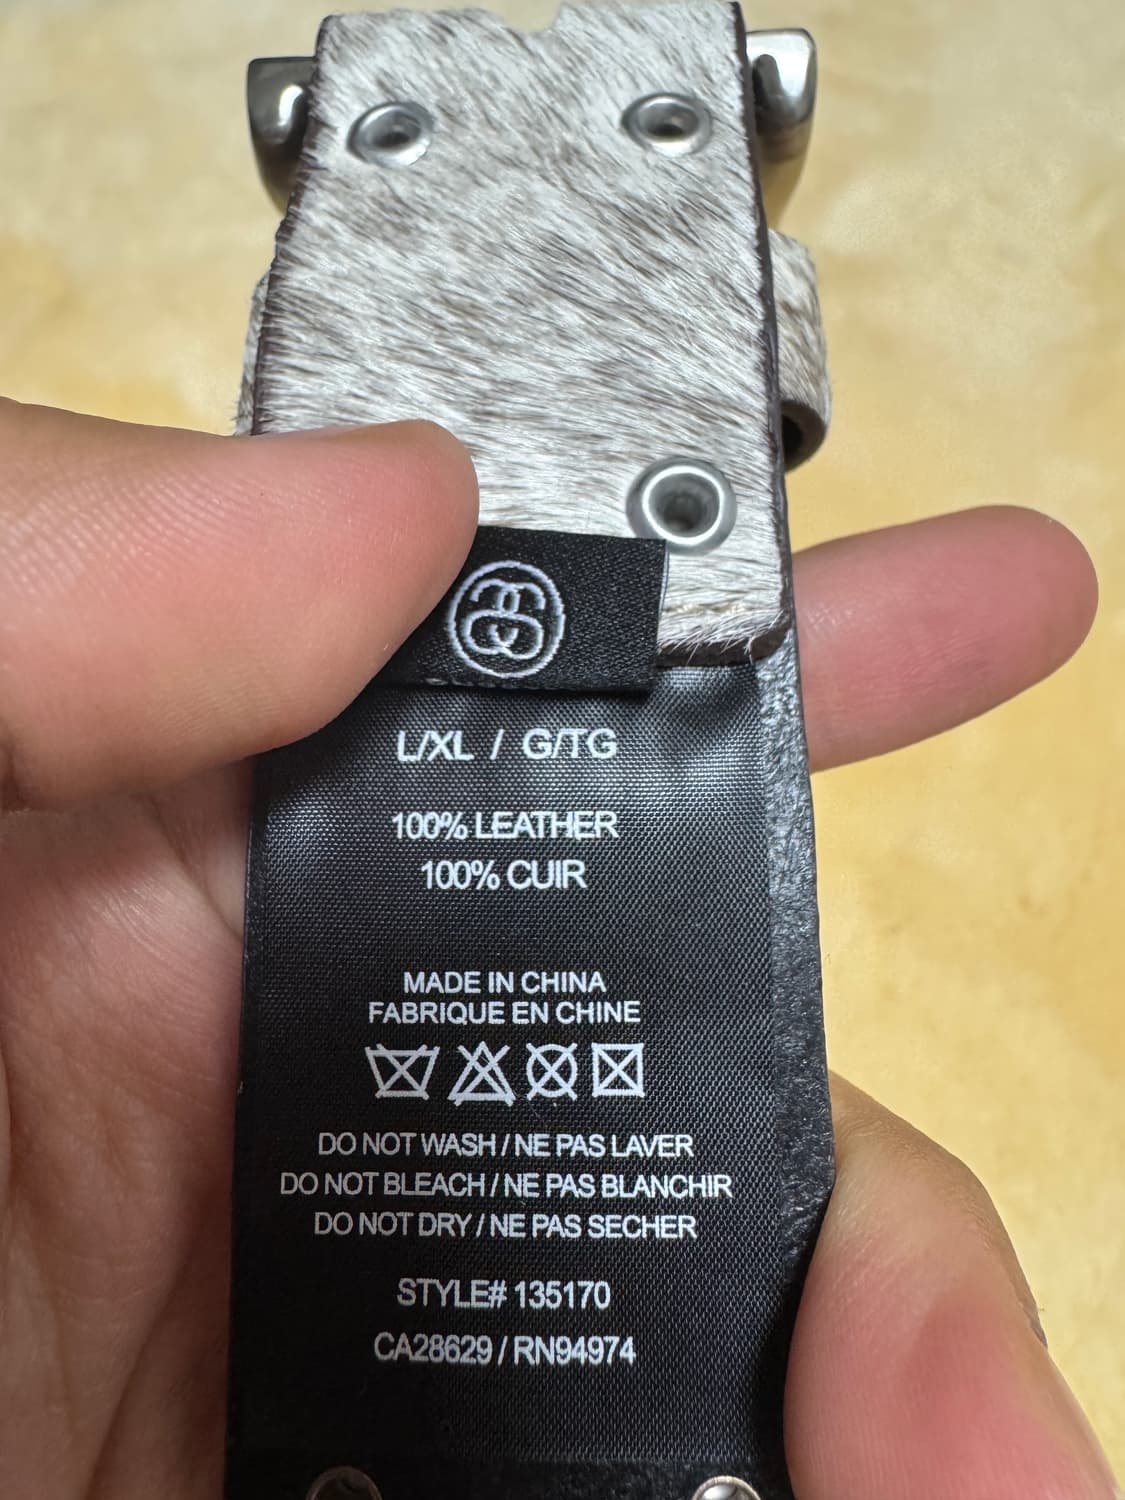 L/XL / G/TG
100% LEATHER
100% CUIR
MADE IN CHINA
FABRIQUE EN CHINE
DO NOT WASH / NE PAS LAVER
DO NOT BLEACH / NE PAS BLANCHIR
DO NOT DRY / NE PAS SECHER
STYLE# 135170
CA28629 / RN94974